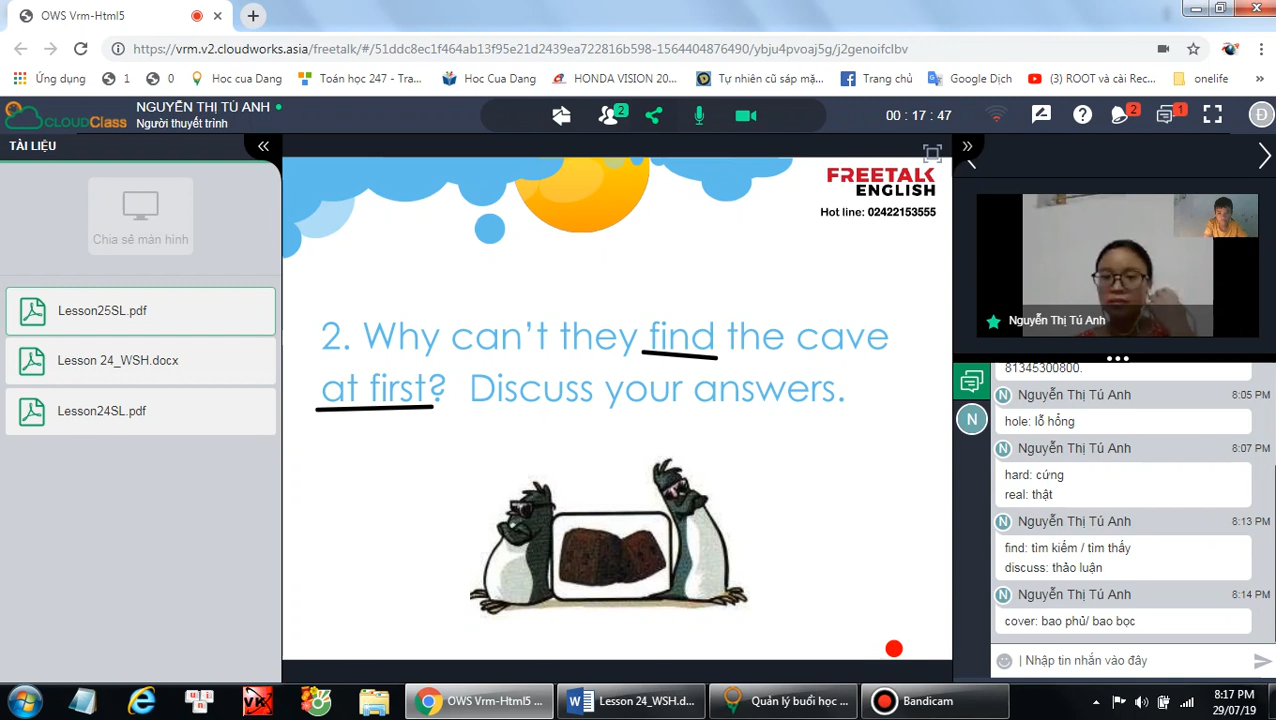 OWS Vrm-Html5
https://vrm.v2.cloudworks.asia/freetalk/#/51ddc8ec1f464ab13f95e21d2439ea722816b598-1564404876490/ybju4pvoaj5g/j2genoifclbv
Ứng dụng 1 0 Hoc cua Dang Toán học 247 - Tra... Học Cua Dang HONDA VISION 20... Tự nhiên cũ sáp mặ... Trang chủ Google Dịch (3) ROOT và cài Rec... onelife »
CLOUDClass
NGUYỄN THỊ TÚ ANH
Người thuyết trình
2
00 : 17 : 47
2
1
Đ
TÀI LIỆU
Chia sẻ màn hình
Lesson25SL.pdf
Lesson 24_WSH.docx
Lesson24SL.pdf
FREETALK
ENGLISH
Hot line: 02422153555
2. Why can't they find the cave
at first? Discuss your answers.
Nguyễn Thị Tú Anh
81345300800.
N Nguyễn Thị Tú Anh 8:05 PM
N
hole: lỗ hổng
N Nguyễn Thị Tú Anh 8:07 PM
hard: cứng
real: thật
N Nguyễn Thị Tú Anh 8:13 PM
find: tìm kiếm / tìm thấy
discuss: thảo luận
N Nguyễn Thị Tú Anh 8:14 PM
cover: bao phủ/ bao bọc
Nhập tin nhắn vào đây
OWS Vrm-Html5 ... Lesson 24_WSH.d... Quản lý buổi học ... Bandicam
8:17 PM
29/07/19